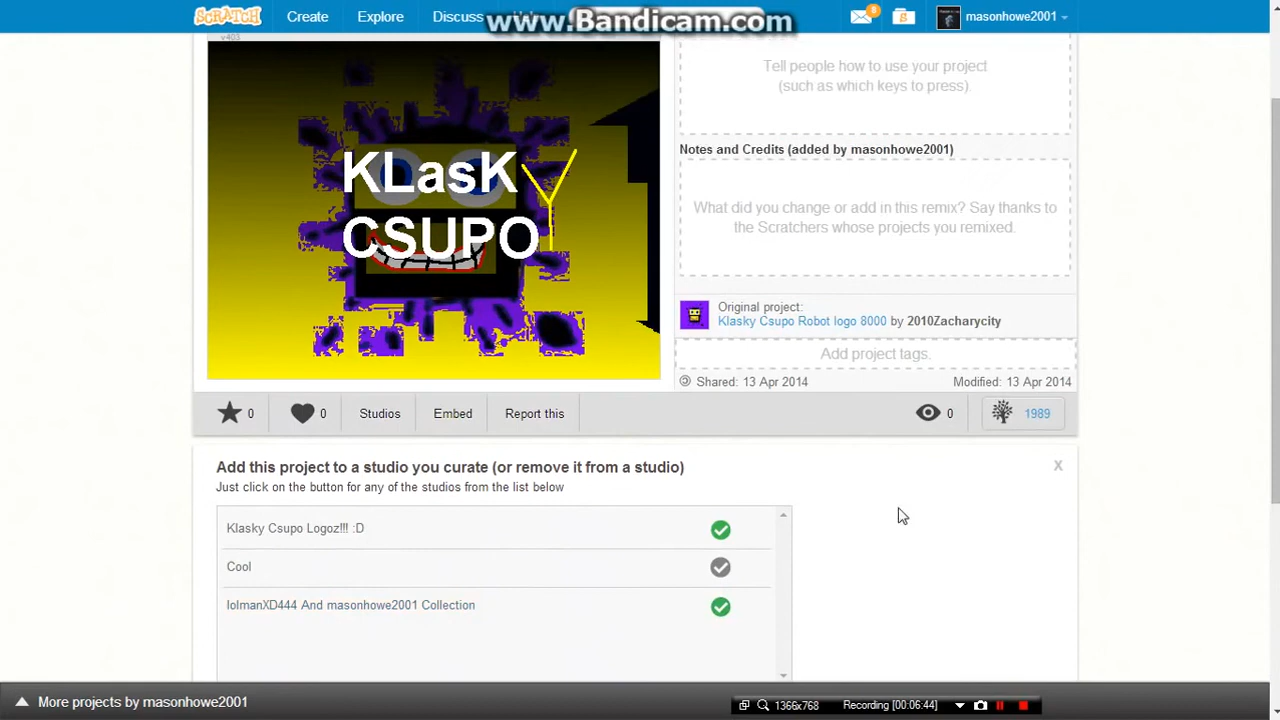 SCRATCH Create Explore Discuss www.Bandicam.com 8 S masonhowe2001
v403
Tell people how to use your project
(such as which keys to press).
Notes and Credits (added by masonhowe2001)
KLasKY
CSUPO
What did you change or add in this remix? Say thanks to
the Scratchers whose projects you remixed.
Original project:
Klasky Csupo Robot logo 8000 by 2010Zacharycity
Add project tags.
Shared: 13 Apr 2014 Modified: 13 Apr 2014
0 0 Studios Embed Report this 0 1989
Add this project to a studio you curate (or remove it from a studio) X
Just click on the button for any of the studios from the list below
Klasky Csupo Logoz!!! :D
Cool
lolmanXD444 And masonhowe2001 Collection
More projects by masonhowe2001 1366x768 Recording [00:06:44]